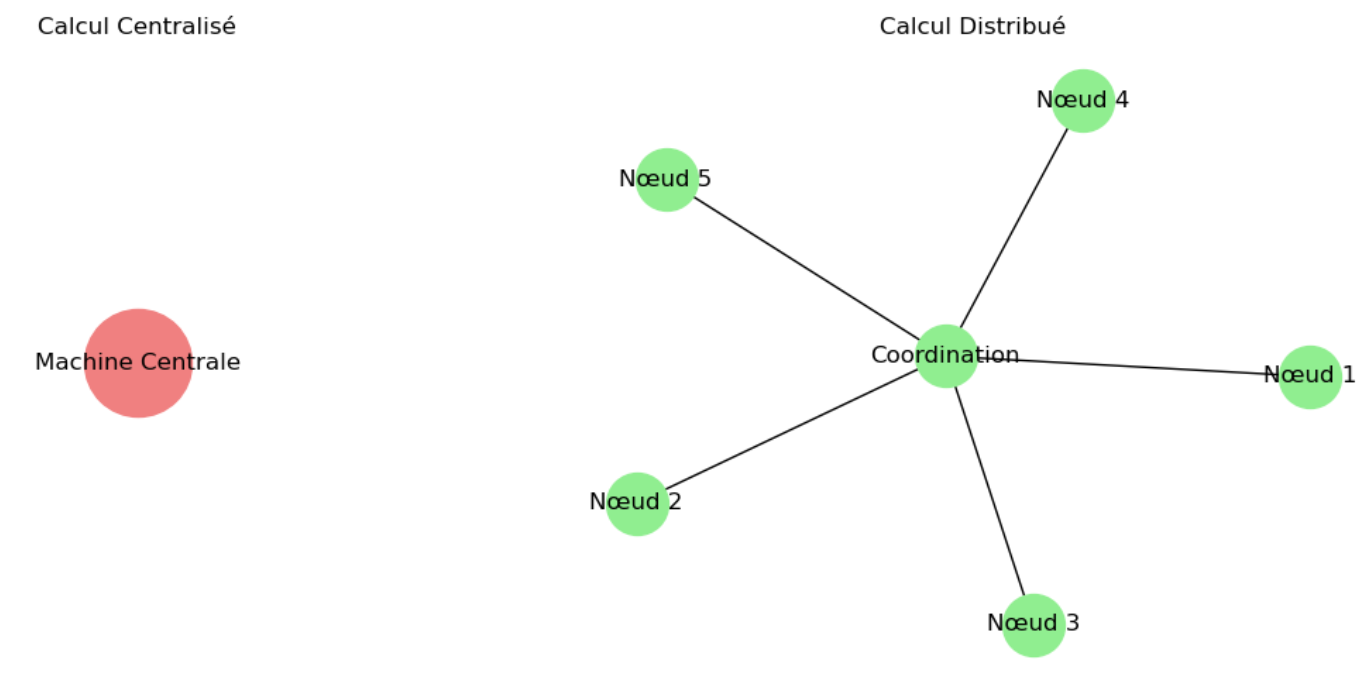 Calcul Centralisé
Calcul Distribué
Nœud 4
Nœud 5
Coordination
Machine Centrale
Nœud 1
Nœud 2
Nœud 3